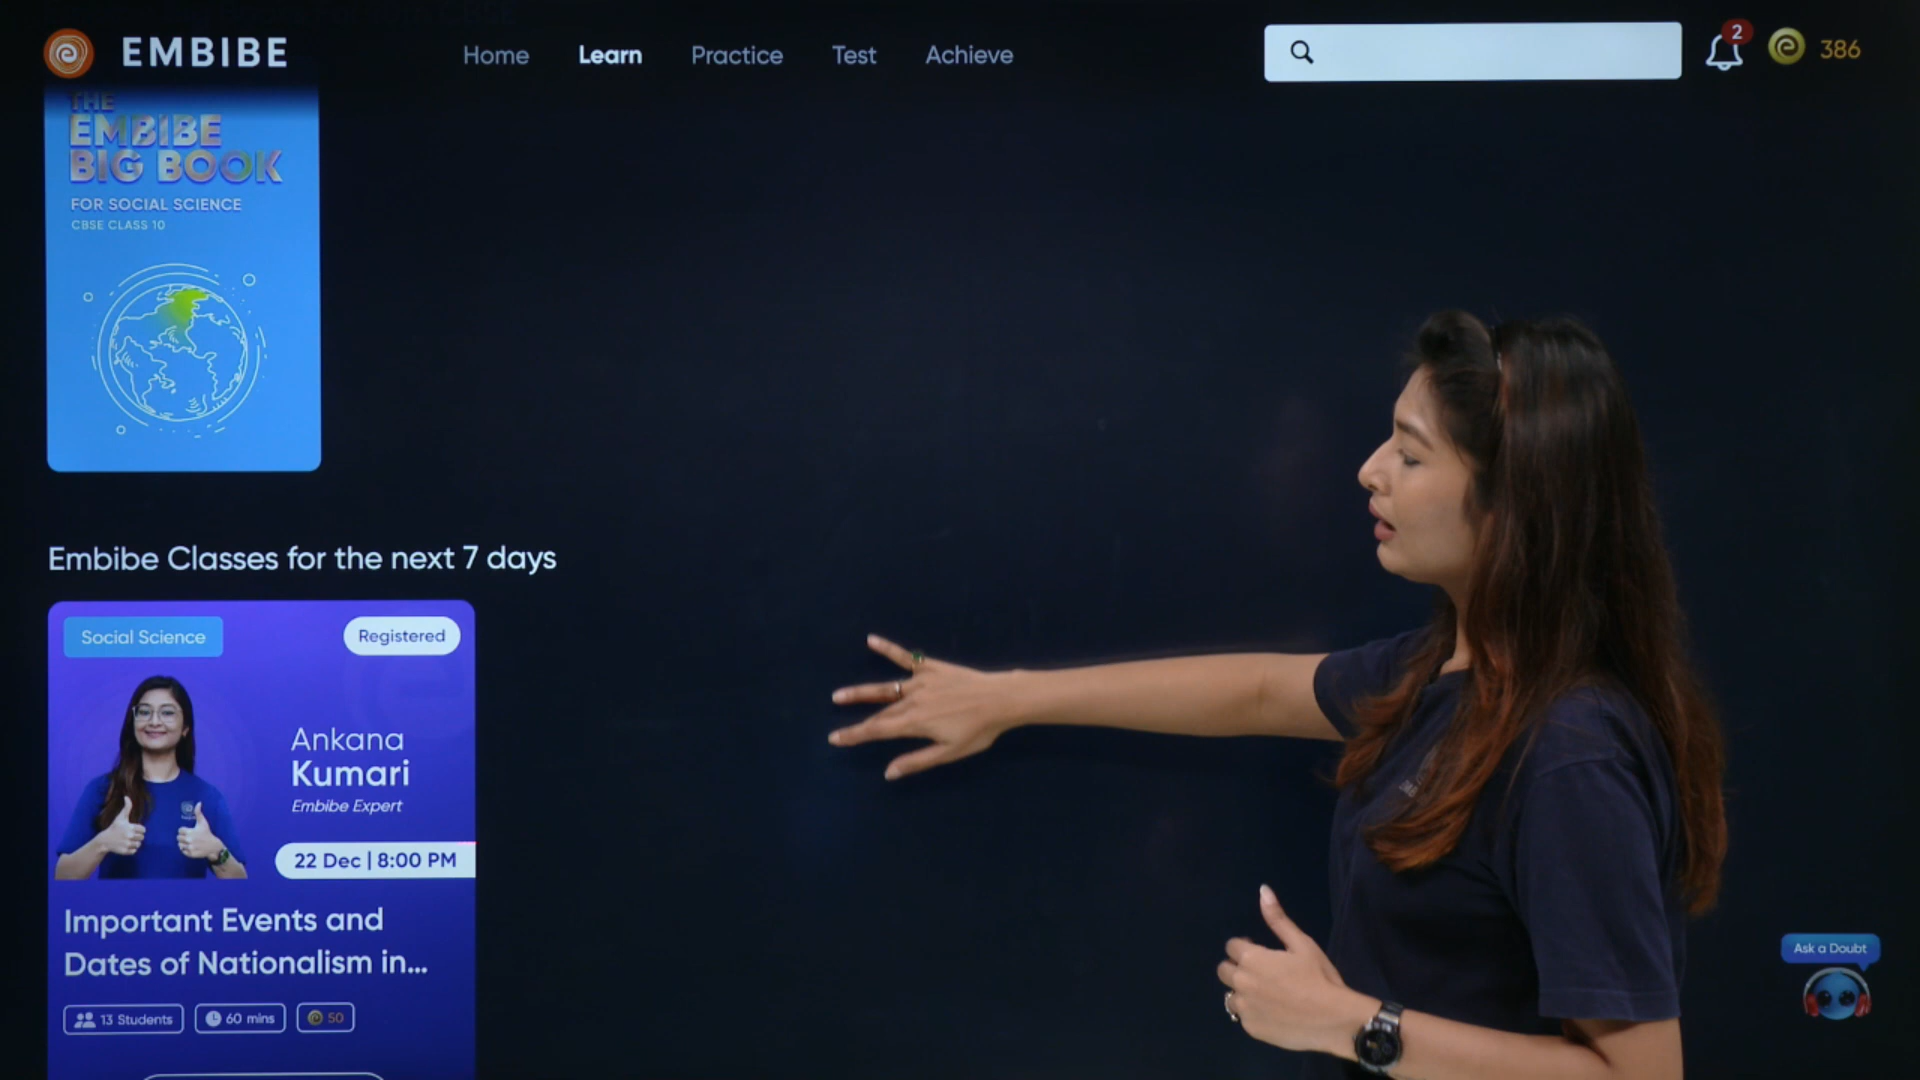 EMBIBE
Home
Learn
Practice
Test
Achieve
2
386
THE
EMBIBE
BIG BOOK
FOR SOCIAL SCIENCE
CBSE CLASS 10
Embibe Classes for the next 7 days
Social Science
Registered
Ankana
Kumari
Embibe Expert
22 Dec | 8:00 PM
Important Events and
Dates of Nationalism in...
13 Students
60 mins
50
Ask a Doubt